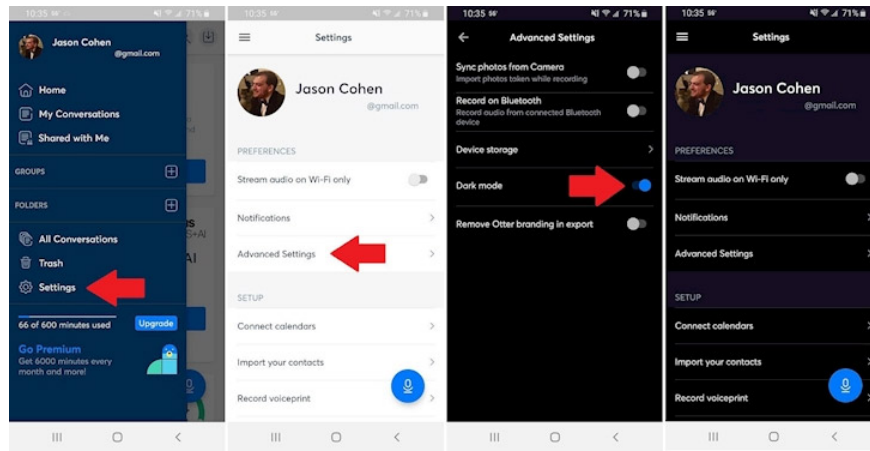 10:35
71%
Jason Cohen
@gmail.com
Home
My Conversations
Shared with Me
GROUPS
FOLDERS
All Conversations
Trash
Settings
66 of 600 minutes used
Upgrade
Go Premium
Get 6000 minutes every
month and more!
S+AI
AI
10:35
71%
Settings
Jason Cohen
@gmail.com
PREFERENCES
Stream audio on Wi-Fi only
Notifications
Advanced Settings
SETUP
Connect calendars
Import your contacts
Record voiceprint
10:35
71%
Advanced Settings
Sync photos from Camera
Import photos taken while recording
Record on Bluetooth
Record audio from connected Bluetooth
device
Device storage
Dark mode
Remove Otter branding in export
10:35
71%
Settings
Jason Cohen
@gmail.com
PREFERENCES
Stream audio on Wi-Fi only
Notifications
Advanced Settings
SETUP
Connect calendars
Import your contacts
Record voiceprint